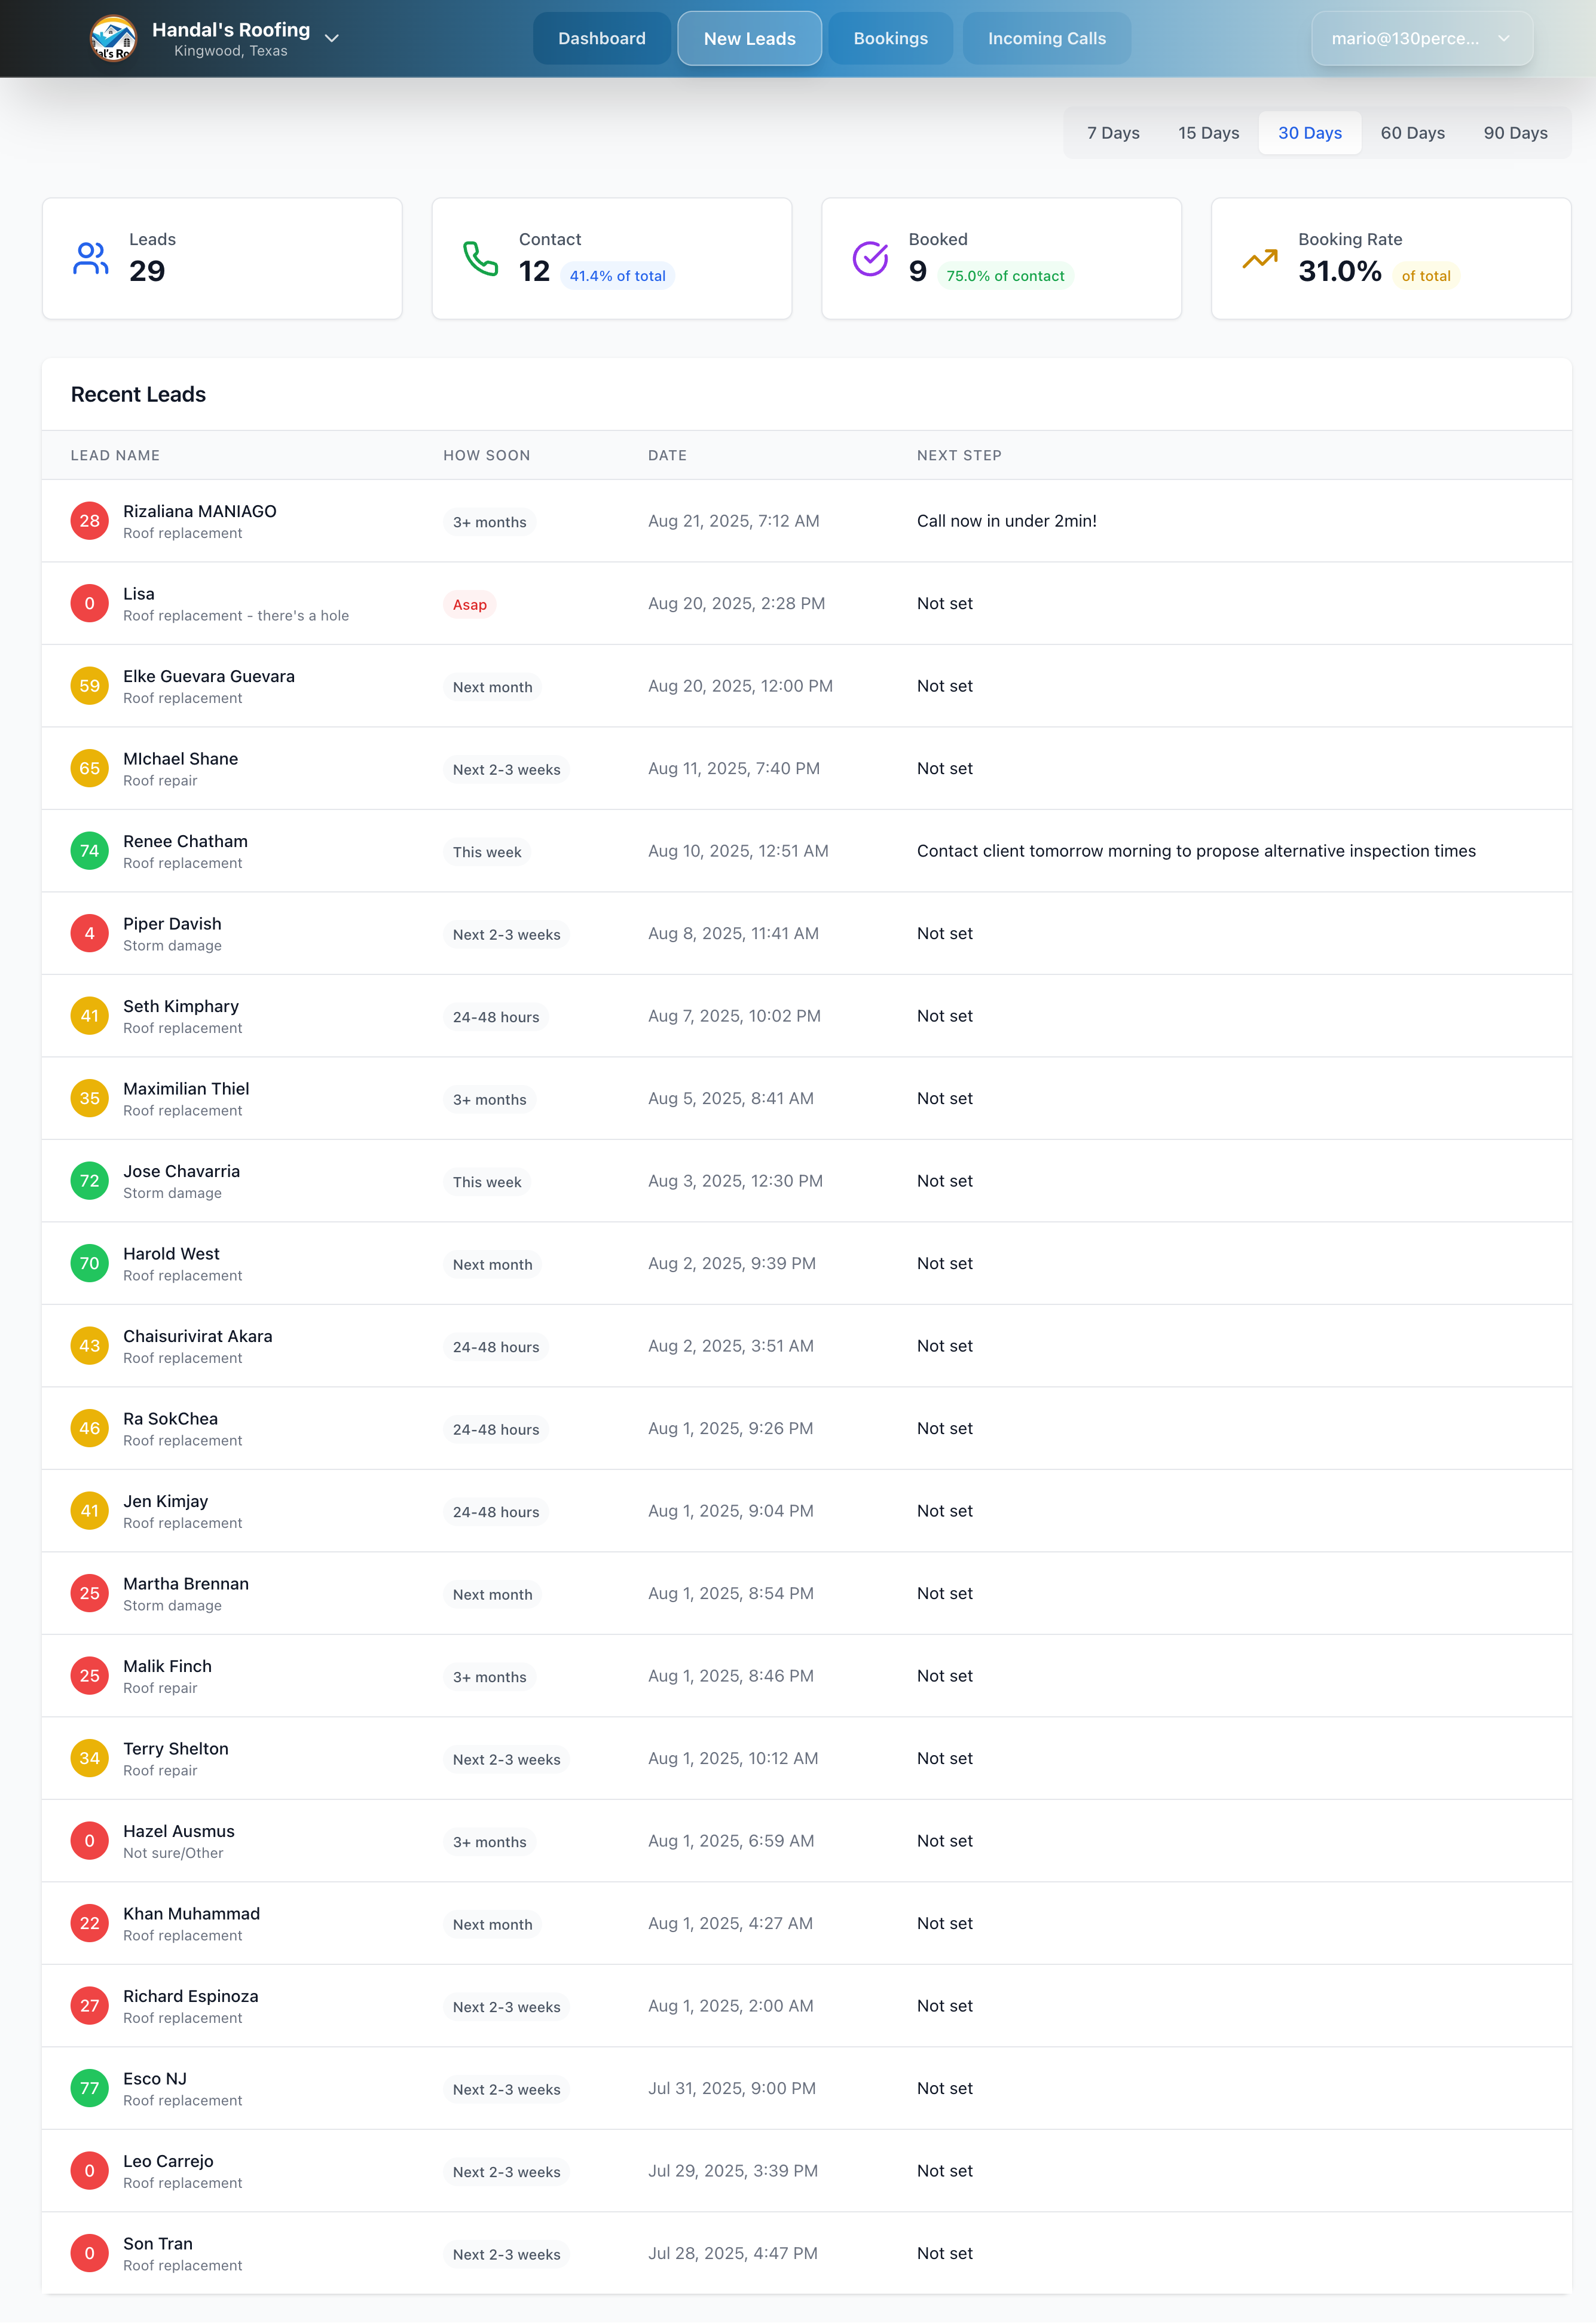 Handal's Roofing
Kingwood, Texas
Dashboard
New Leads
Bookings
Incoming Calls
mario@130perce...
7 Days
15 Days
30 Days
60 Days
90 Days
Leads
29
Contact
12 41.4% of total
Booked
9 75.0% of contact
Booking Rate
31.0% of total
Recent Leads
LEAD NAME HOW SOON DATE NEXT STEP
28 Rizaliana MANIAGO
Roof replacement
3+ months Aug 21, 2025, 7:12 AM Call now in under 2min!
0 Lisa
Roof replacement - there's a hole
Asap Aug 20, 2025, 2:28 PM Not set
59 Elke Guevara Guevara
Roof replacement
Next month Aug 20, 2025, 12:00 PM Not set
65 MIchael Shane
Roof repair
Next 2-3 weeks Aug 11, 2025, 7:40 PM Not set
74 Renee Chatham
Roof replacement
This week Aug 10, 2025, 12:51 AM Contact client tomorrow morning to propose alternative inspection times
4 Piper Davish
Storm damage
Next 2-3 weeks Aug 8, 2025, 11:41 AM Not set
41 Seth Kimphary
Roof replacement
24-48 hours Aug 7, 2025, 10:02 PM Not set
35 Maximilian Thiel
Roof replacement
3+ months Aug 5, 2025, 8:41 AM Not set
72 Jose Chavarria
Storm damage
This week Aug 3, 2025, 12:30 PM Not set
70 Harold West
Roof replacement
Next month Aug 2, 2025, 9:39 PM Not set
43 Chaisurivirat Akara
Roof replacement
24-48 hours Aug 2, 2025, 3:51 AM Not set
46 Ra SokChea
Roof replacement
24-48 hours Aug 1, 2025, 9:26 PM Not set
41 Jen Kimjay
Roof replacement
24-48 hours Aug 1, 2025, 9:04 PM Not set
25 Martha Brennan
Storm damage
Next month Aug 1, 2025, 8:54 PM Not set
25 Malik Finch
Roof repair
3+ months Aug 1, 2025, 8:46 PM Not set
34 Terry Shelton
Roof repair
Next 2-3 weeks Aug 1, 2025, 10:12 AM Not set
0 Hazel Ausmus
Not sure/Other
3+ months Aug 1, 2025, 6:59 AM Not set
22 Khan Muhammad
Roof replacement
Next month Aug 1, 2025, 4:27 AM Not set
27 Richard Espinoza
Roof replacement
Next 2-3 weeks Aug 1, 2025, 2:00 AM Not set
77 Esco NJ
Roof replacement
Next 2-3 weeks Jul 31, 2025, 9:00 PM Not set
0 Leo Carrejo
Roof replacement
Next 2-3 weeks Jul 29, 2025, 3:39 PM Not set
0 Son Tran
Roof replacement
Next 2-3 weeks Jul 28, 2025, 4:47 PM Not set